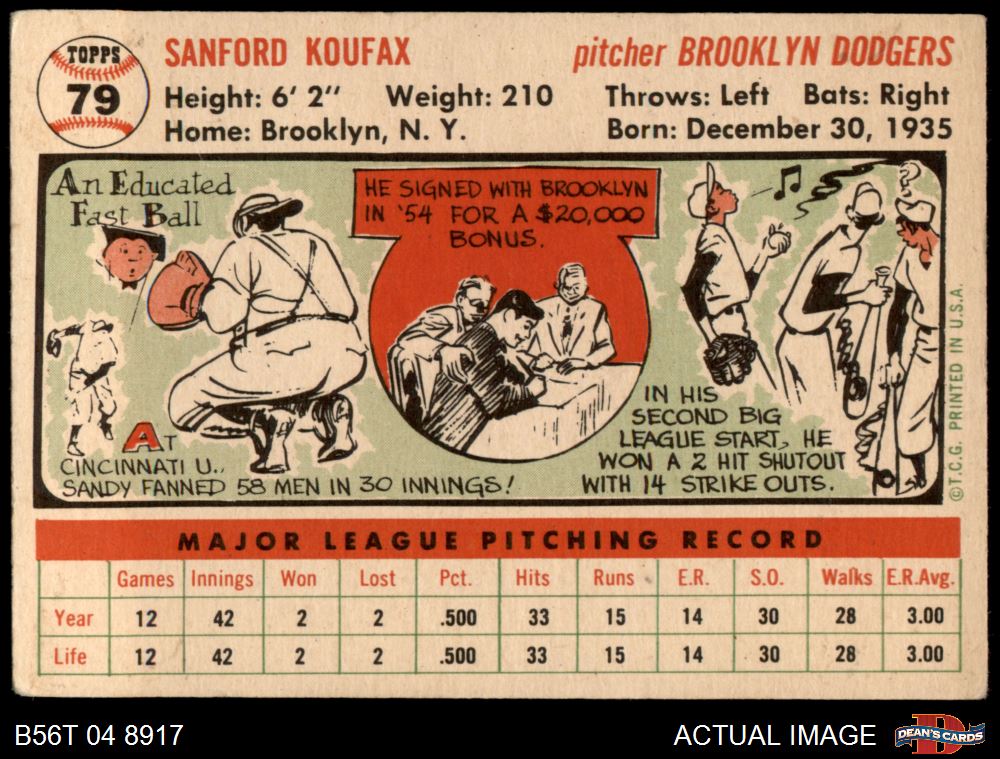 TOPPS
79
SANFORD KOUFAX
pitcher BROOKLYN DODGERS
Height: 6' 2" Weight: 210 Throws: Left Bats: Right
Home: Brooklyn, N. Y. Born: December 30, 1935
An Educated
Fast Ball
AT
CINCINNATI U.,
SANDY FANNED 58 MEN IN 30 INNINGS!
HE SIGNED WITH BROOKLYN
IN '54 FOR A $20,000
BONUS.
IN HIS
SECOND BIG
LEAGUE START, HE
WON A 2 HIT SHUTOUT
WITH 14 STRIKE OUTS.
©T.C.G. PRINTED IN U.S.A.
MAJOR LEAGUE PITCHING RECORD
Games Innings Won Lost Pct. Hits Runs E.R. S.O. Walks E.R.Avg.
Year 12 42 2 2 .500 33 15 14 30 28 3.00
Life 12 42 2 2 .500 33 15 14 30 28 3.00
B56T 04 8917
ACTUAL IMAGE
D
DEAN'S CARDS